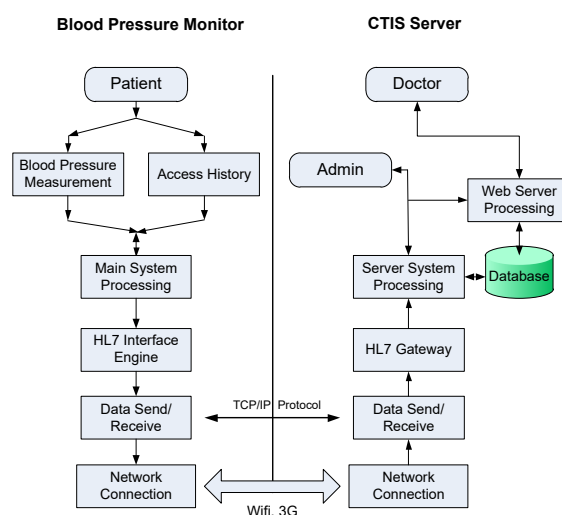 Blood Pressure Monitor
CTIS Server
Patient
Doctor
Blood Pressure
Measurement
Access History
Admin
Web Server
Processing
Main System
Processing
Server System
Processing
Database
HL7 Interface
Engine
HL7 Gateway
Data Send/
Receive
TCP/IP Protocol
Data Send/
Receive
Network
Connection
Network
Connection
Wifi, 3G